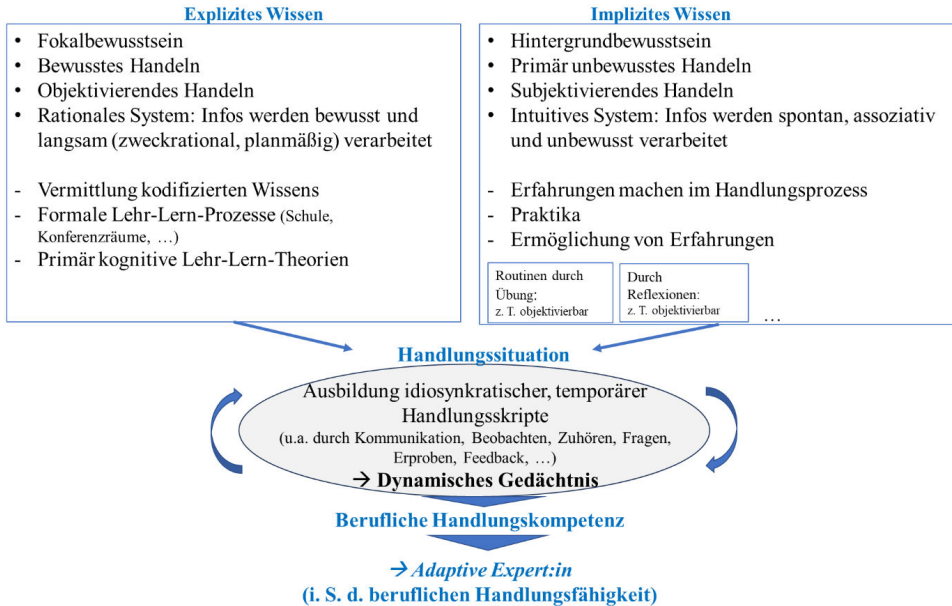 Explizites Wissen
• Fokalbewusstsein
• Bewusstes Handeln
• Objektivierendes Handeln
• Rationales System: Infos werden bewusst und
langsam (zweckrational, planmäßig) verarbeitet
- Vermittlung kodifizierten Wissens
- Formale Lehr-Lern-Prozesse (Schule,
Konferenzräume, …)
- Primär kognitive Lehr-Lern-Theorien
Implizites Wissen
• Hintergrundbewusstsein
• Primär unbewusstes Handeln
• Subjektivierendes Handeln
• Intuitives System: Infos werden spontan, assoziativ
und unbewusst verarbeitet
- Erfahrungen machen im Handlungsprozess
- Praktika
- Ermöglichung von Erfahrungen
Routinen durch
Übung:
z. T. objektivierbar
Durch
Reflexionen:
z. T. objektivierbar
…
Handlungssituation
Ausbildung idiosynkratischer, temporärer
Handlungsskripte
(u.a. durch Kommunikation, Beobachten, Zuhören, Fragen,
Erproben, Feedback, …)
→ Dynamisches Gedächtnis
Berufliche Handlungskompetenz
→ Adaptive Expert:in
(i. S. d. beruflichen Handlungsfähigkeit)